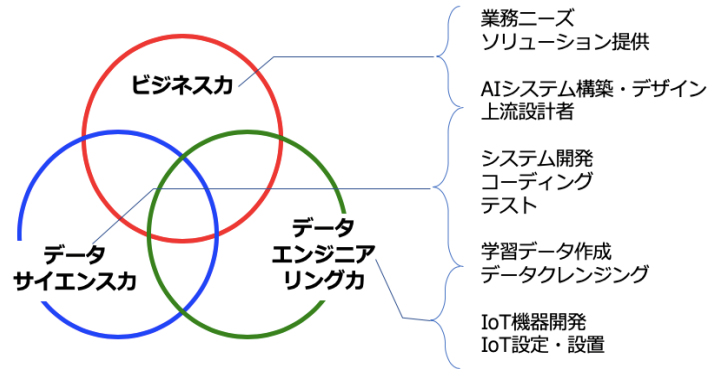 ビジネス力
データ
サイエンス力
データ
エンジニア
リング力
業務ニーズ
ソリューション提供
AIシステム構築・デザイン
上流設計者
システム開発
コーディング
テスト
学習データ作成
データクレンジング
IoT機器開発
IoT設定・設置